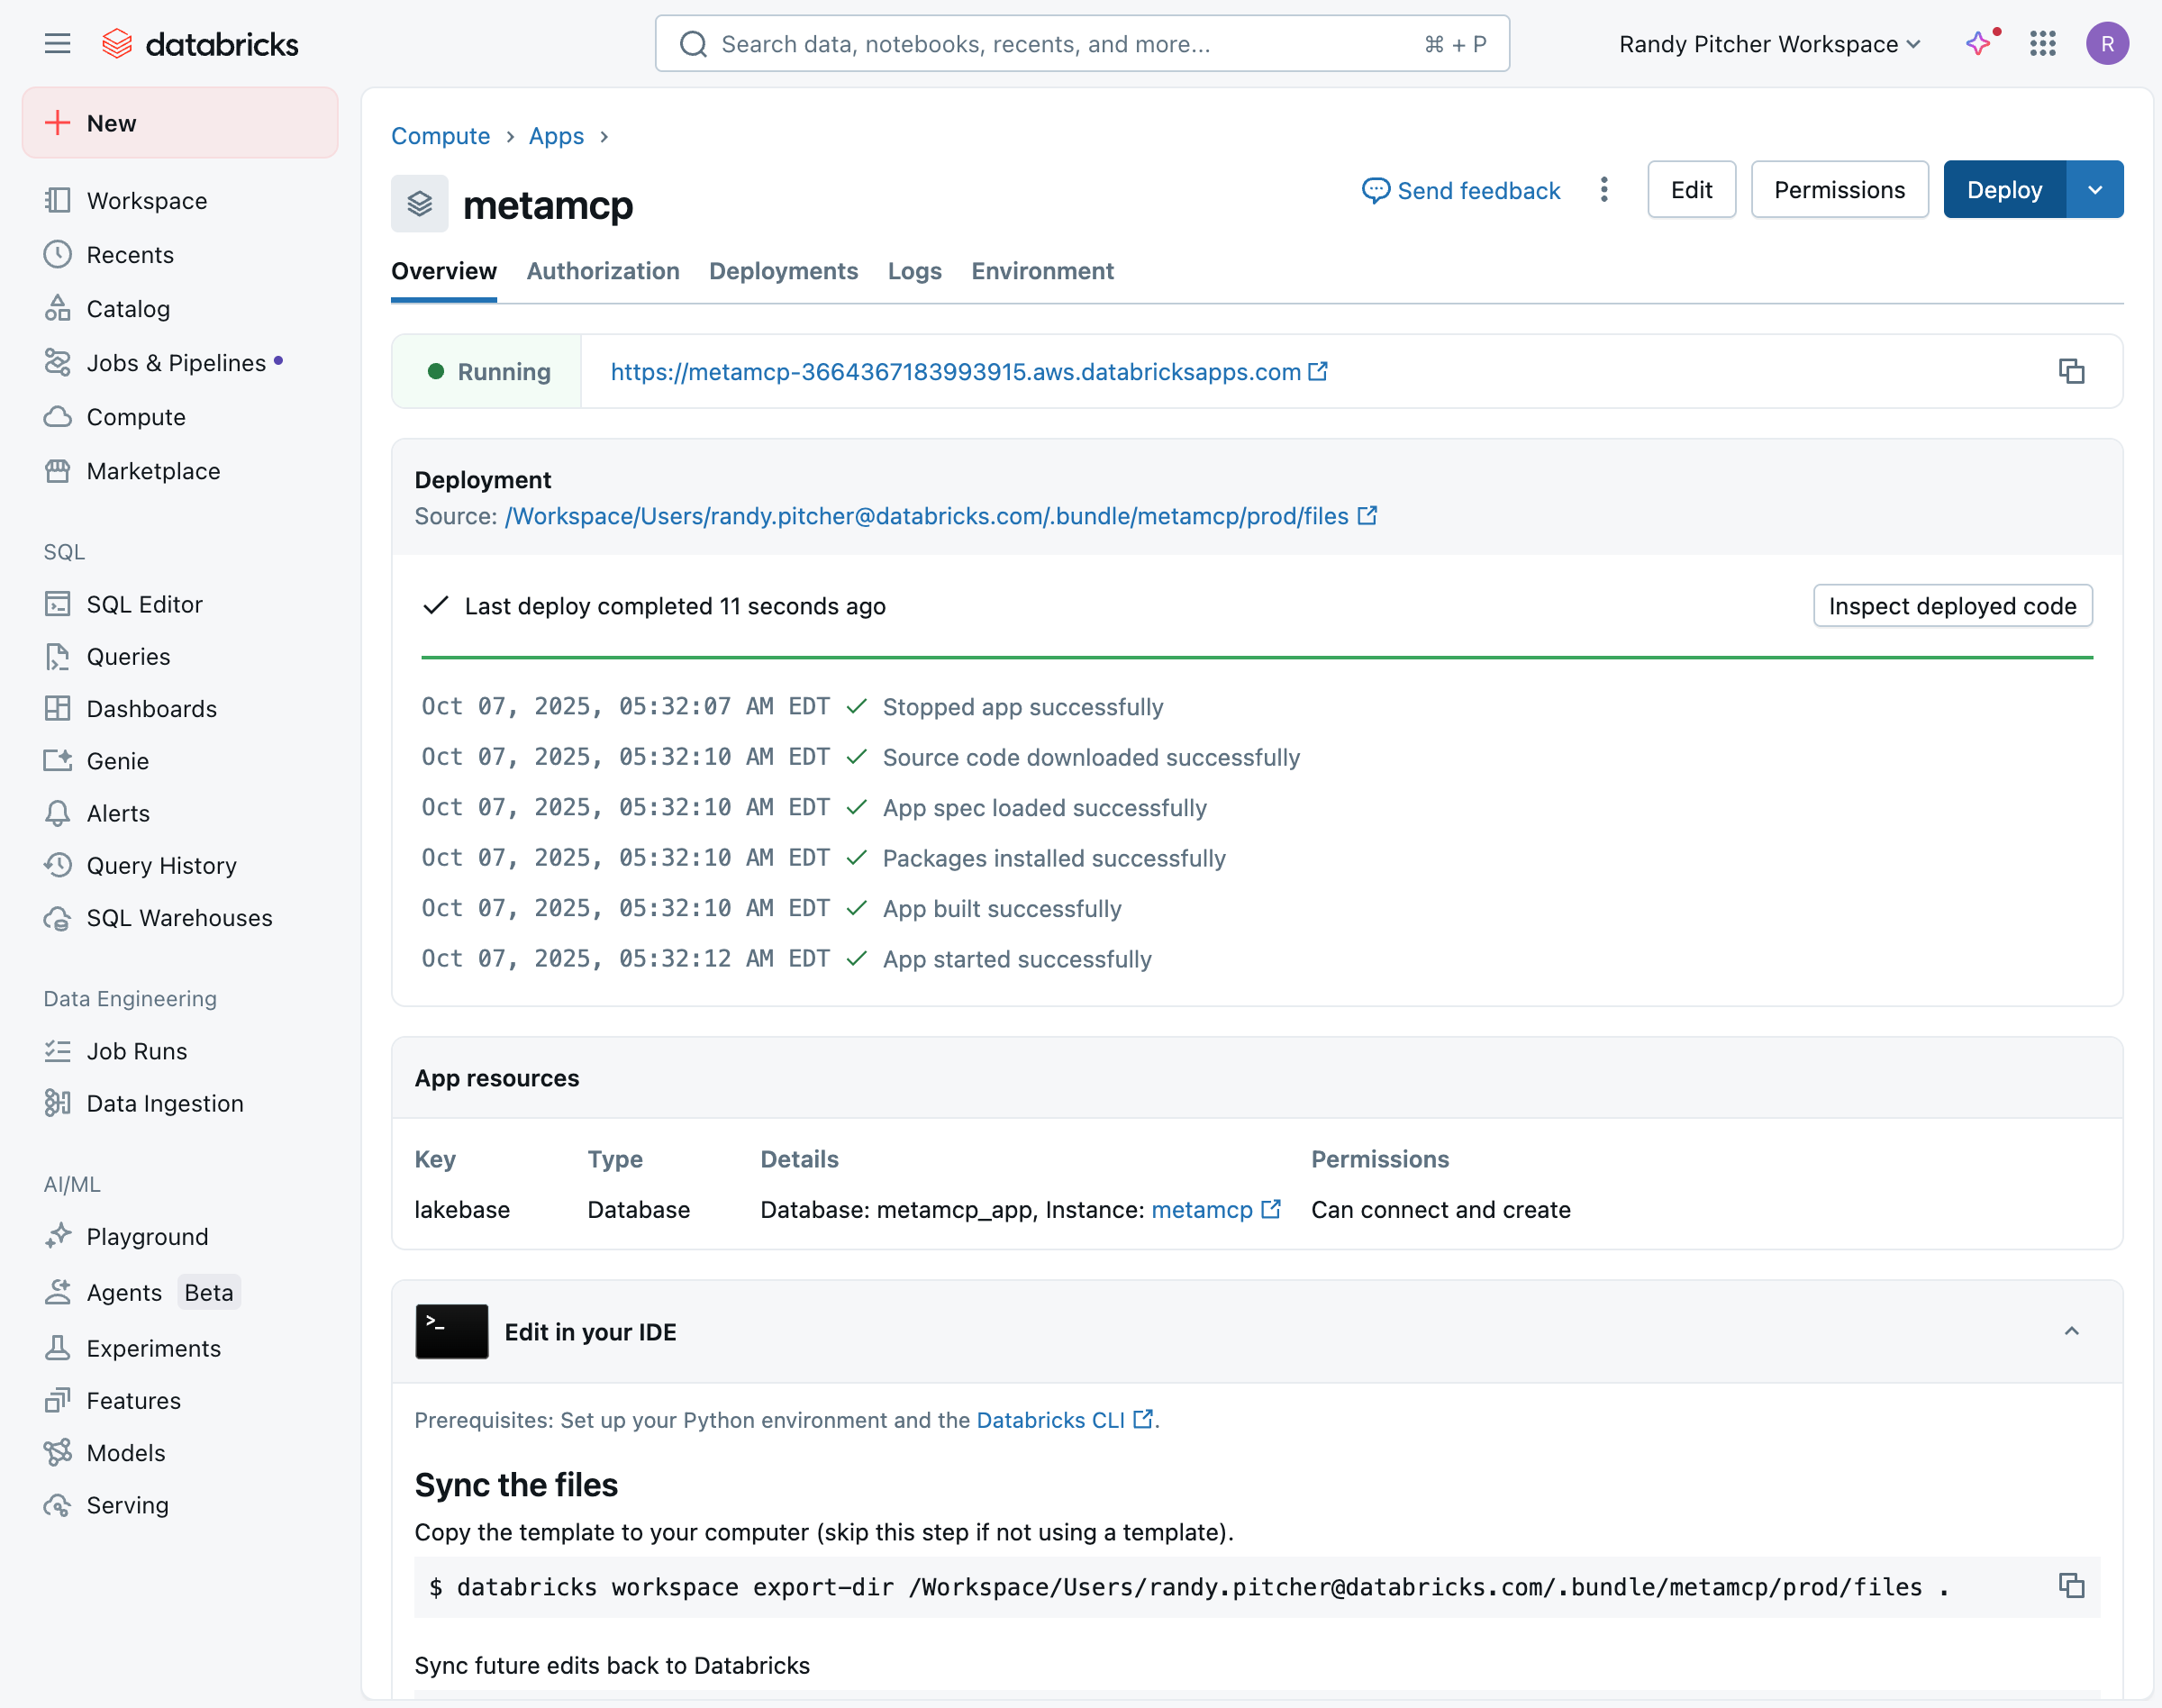 databricks
Search data, notebooks, recents, and more...
⌘ + P
Randy Pitcher Workspace
R
New
Workspace
Recents
Catalog
Jobs & Pipelines
Compute
Marketplace
SQL
SQL Editor
Queries
Dashboards
Genie
Alerts
Query History
SQL Warehouses
Data Engineering
Job Runs
Data Ingestion
AI/ML
Playground
Agents Beta
Experiments
Features
Models
Serving
Compute > Apps >
metamcp
Send feedback
Edit
Permissions
Deploy
Overview Authorization Deployments Logs Environment
Running
https://metamcp-3664367183993915.aws.databricksapps.com
Deployment
Source: /Workspace/Users/randy.pitcher@databricks.com/.bundle/metamcp/prod/files
Last deploy completed 11 seconds ago
Inspect deployed code
Oct 07, 2025, 05:32:07 AM EDT ✓ Stopped app successfully
Oct 07, 2025, 05:32:10 AM EDT ✓ Source code downloaded successfully
Oct 07, 2025, 05:32:10 AM EDT ✓ App spec loaded successfully
Oct 07, 2025, 05:32:10 AM EDT ✓ Packages installed successfully
Oct 07, 2025, 05:32:10 AM EDT ✓ App built successfully
Oct 07, 2025, 05:32:12 AM EDT ✓ App started successfully
App resources
Key Type Details Permissions
lakebase Database Database: metamcp_app, Instance: metamcp Can connect and create
>_
Edit in your IDE
Prerequisites: Set up your Python environment and the Databricks CLI.
Sync the files
Copy the template to your computer (skip this step if not using a template).
$ databricks workspace export-dir /Workspace/Users/randy.pitcher@databricks.com/.bundle/metamcp/prod/files .
Sync future edits back to Databricks